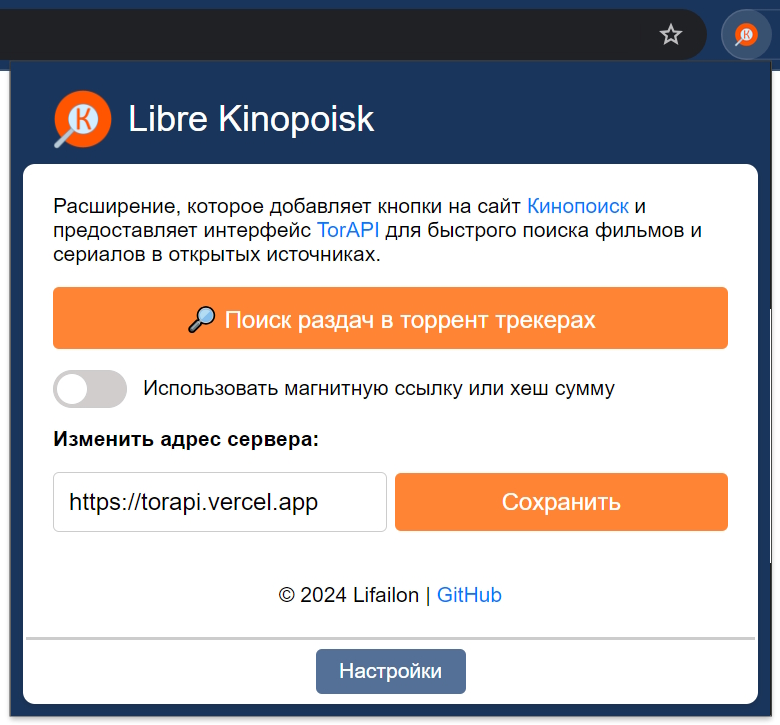 Libre Kinopoisk
Расширение, которое добавляет кнопки на сайт Кинопоиск и
предоставляет интерфейс TorAPI для быстрого поиска фильмов и
сериалов в открытых источниках.
Поиск раздач в торрент трекерах
Использовать магнитную ссылку или хеш сумму
Изменить адрес сервера:
https://torapi.vercel.app
Сохранить
© 2024 Lifailon | GitHub
Настройки